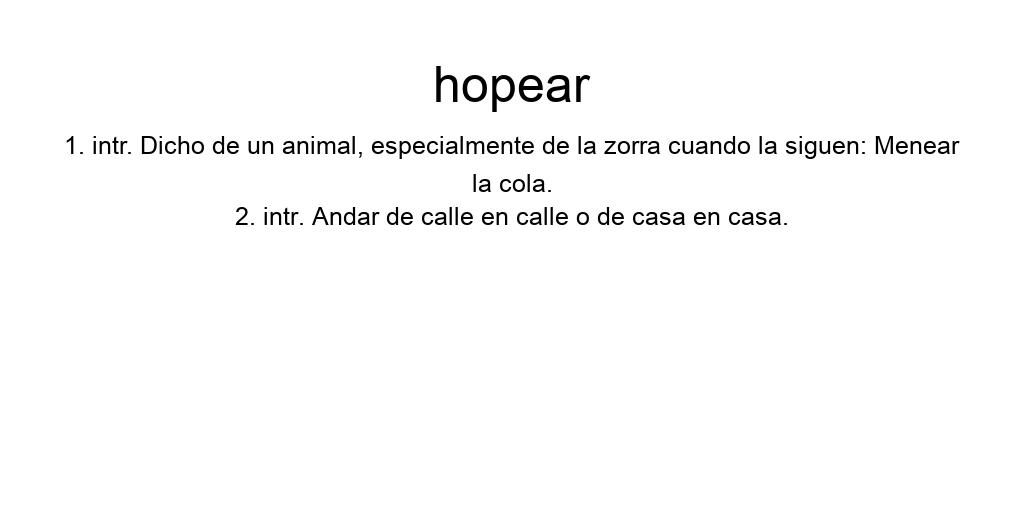 hopear
1. intr. Dicho de un animal, especialmente de la zorra cuando la siguen: Menear
la cola.
2. intr. Andar de calle en calle o de casa en casa.